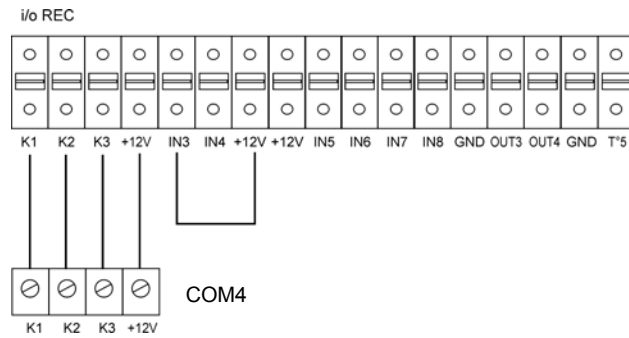 i/o REC
K1 K2 K3 +12V IN3 IN4 +12V +12V IN5 IN6 IN7 IN8 GND OUT3 OUT4 GND T°5
COM4
K1 K2 K3 +12V